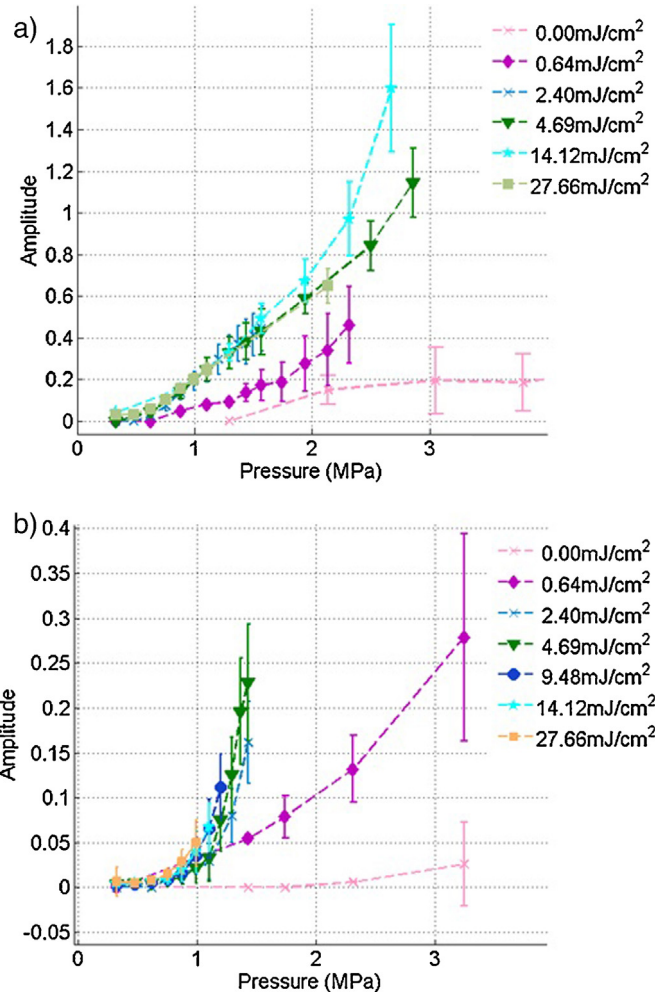 a)
1.8
1.6
1.4
1.2
1
0.8
0.6
0.4
0.2
0
Amplitude
0
1
2
3
Pressure (MPa)
0.00mJ/cm²
0.64mJ/cm²
2.40mJ/cm²
4.69mJ/cm²
14.12mJ/cm²
27.66mJ/cm²
b)
0.4
0.35
0.3
0.25
0.2
0.15
0.1
0.05
0
-0.05
Amplitude
0
1
2
3
Pressure (MPa)
0.00mJ/cm²
0.64mJ/cm²
2.40mJ/cm²
4.69mJ/cm²
9.48mJ/cm²
14.12mJ/cm²
27.66mJ/cm²